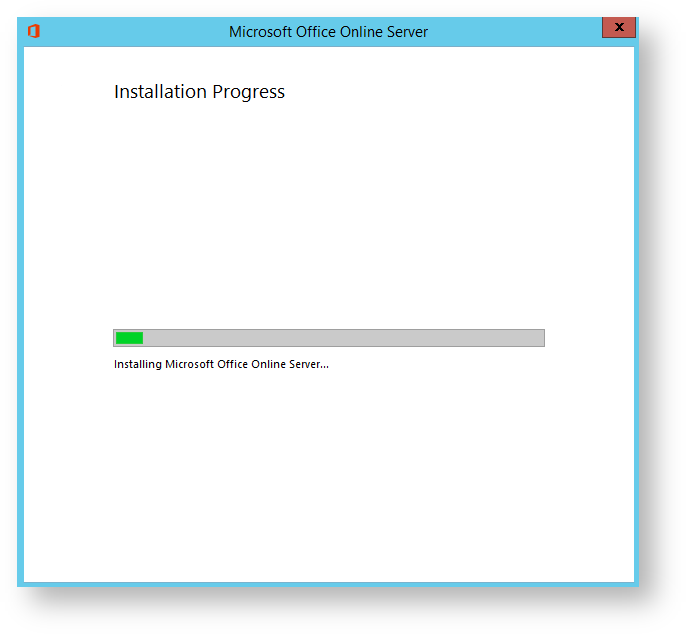 Microsoft Office Online Server
Installation Progress
Installing Microsoft Office Online Server...